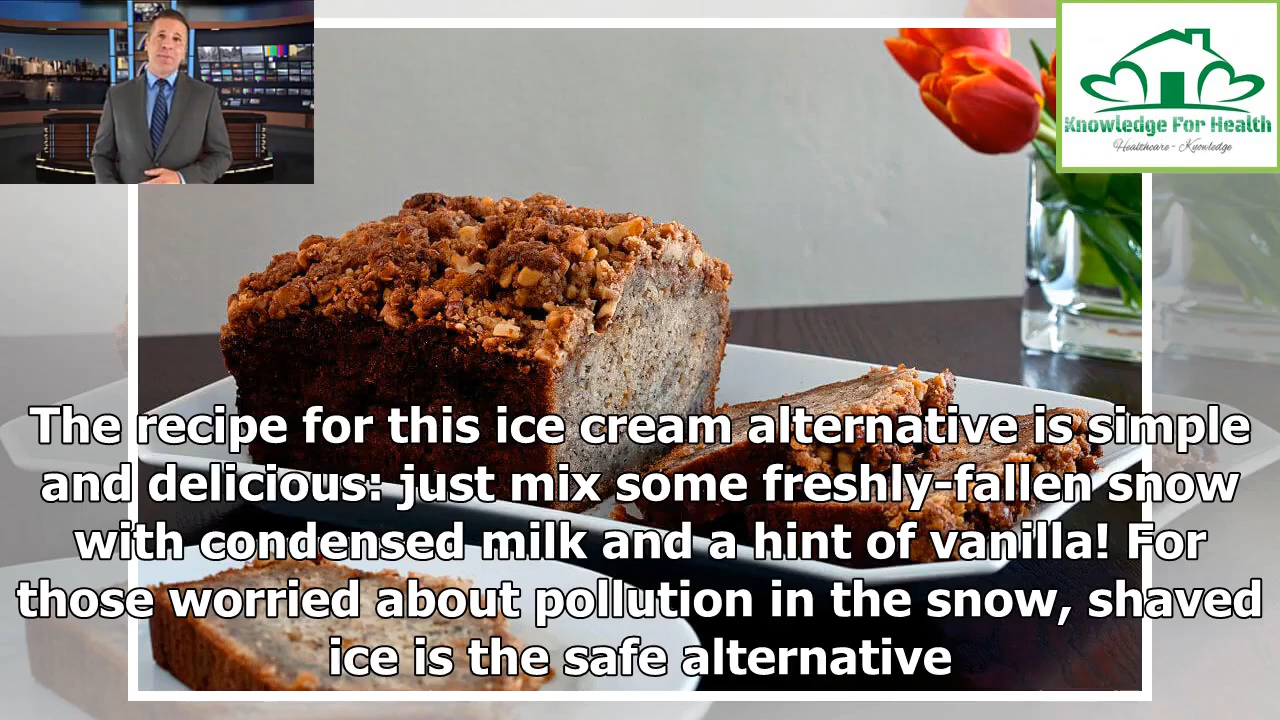 Knowledge For Health
Healthcare - Knowledge
The recipe for this ice cream alternative is simple
and delicious: just mix some freshly-fallen snow
with condensed milk and a hint of vanilla! For
those worried about pollution in the snow, shaved
ice is the safe alternative